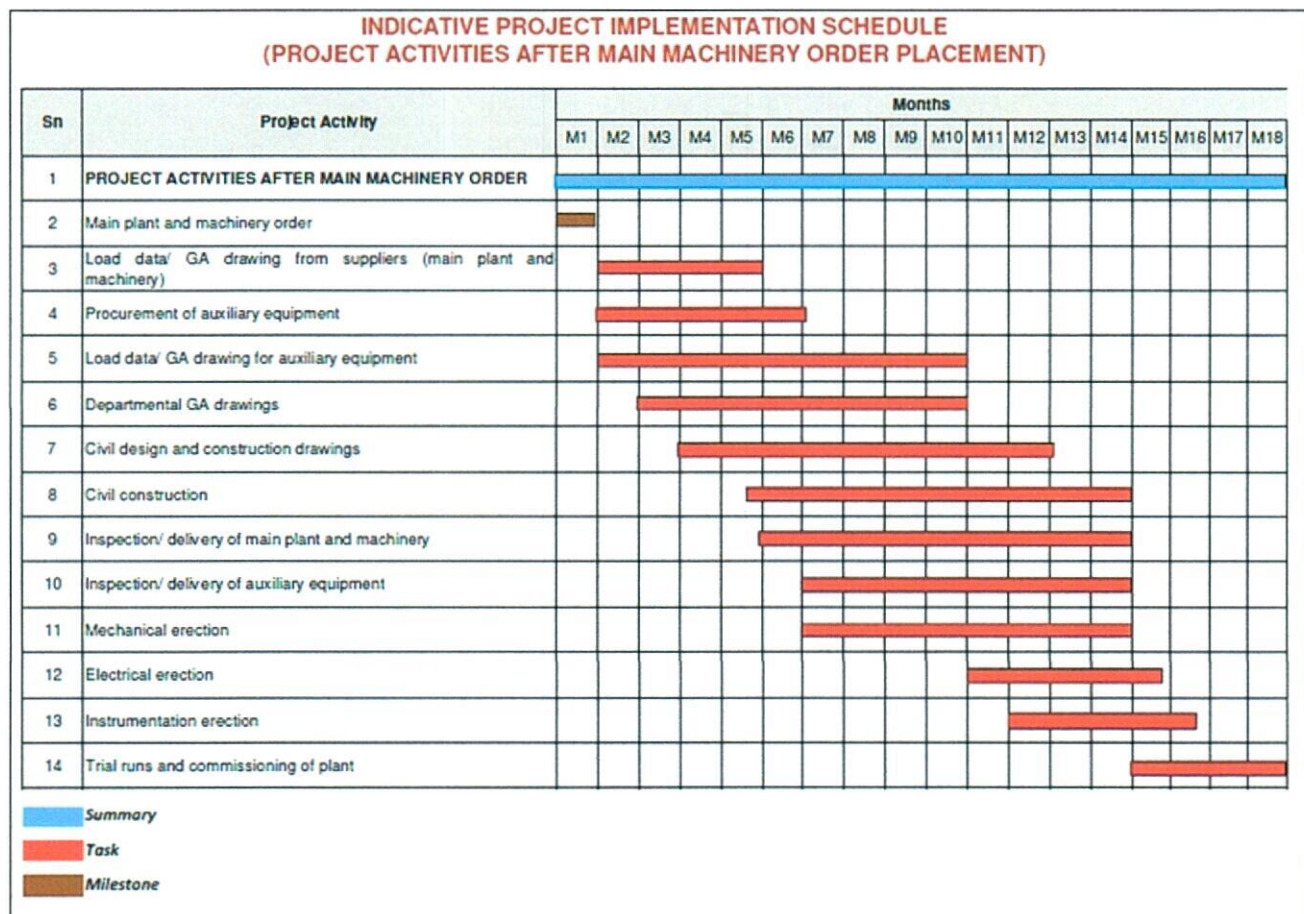 INDICATIVE PROJECT IMPLEMENTATION SCHEDULE
(PROJECT ACTIVITIES AFTER MAIN MACHINERY ORDER PLACEMENT)
Sn Project Activity Months
M1 M2 M3 M4 M5 M6 M7 M8 M9 M10 M11 M12 M13 M14 M15 M16 M17 M18
1 PROJECT ACTIVITIES AFTER MAIN MACHINERY ORDER
2 Main plant and machinery order
3 Load data/ GA drawing from suppliers (main plant and
machinery)
4 Procurement of auxiliary equipment
5 Load data/ GA drawing for auxiliary equipment
6 Departmental GA drawings
7 Civil design and construction drawings
8 Civil construction
9 Inspection/ delivery of main plant and machinery
10 Inspection/ delivery of auxiliary equipment
11 Mechanical erection
12 Electrical erection
13 Instrumentation erection
14 Trial runs and commissioning of plant
Summary
Task
Milestone